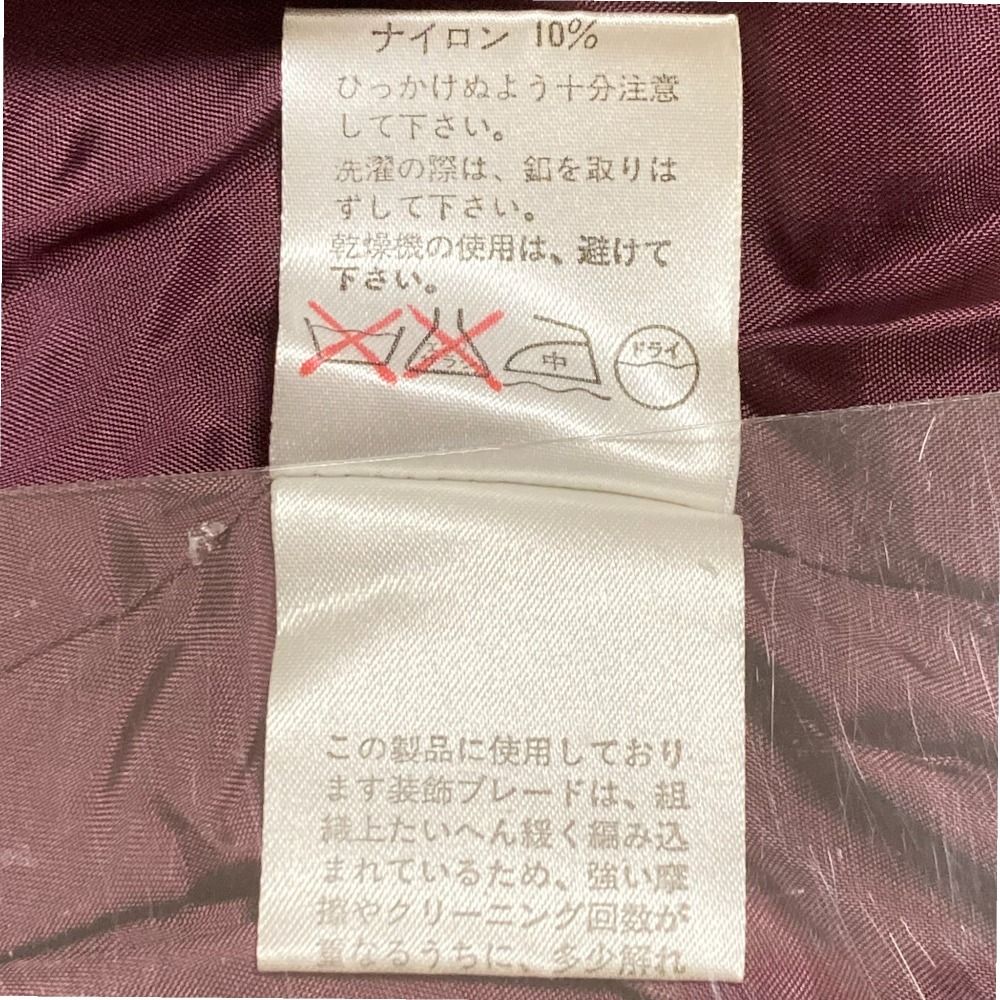 ナイロン 10%
ひっかけぬよう十分注意
して下さい。
洗濯の際は、釦を取りは
ずして下さい。
乾燥機の使用は、避けて
下さい。
エンソ
サラシ
中
ドライ
この製品に使用しており
ます装飾ブレードは、組
織上たいへん緩く編み込
まれているため、強い摩
擦やクリーニング回数が
重なるうちに、多少解れ